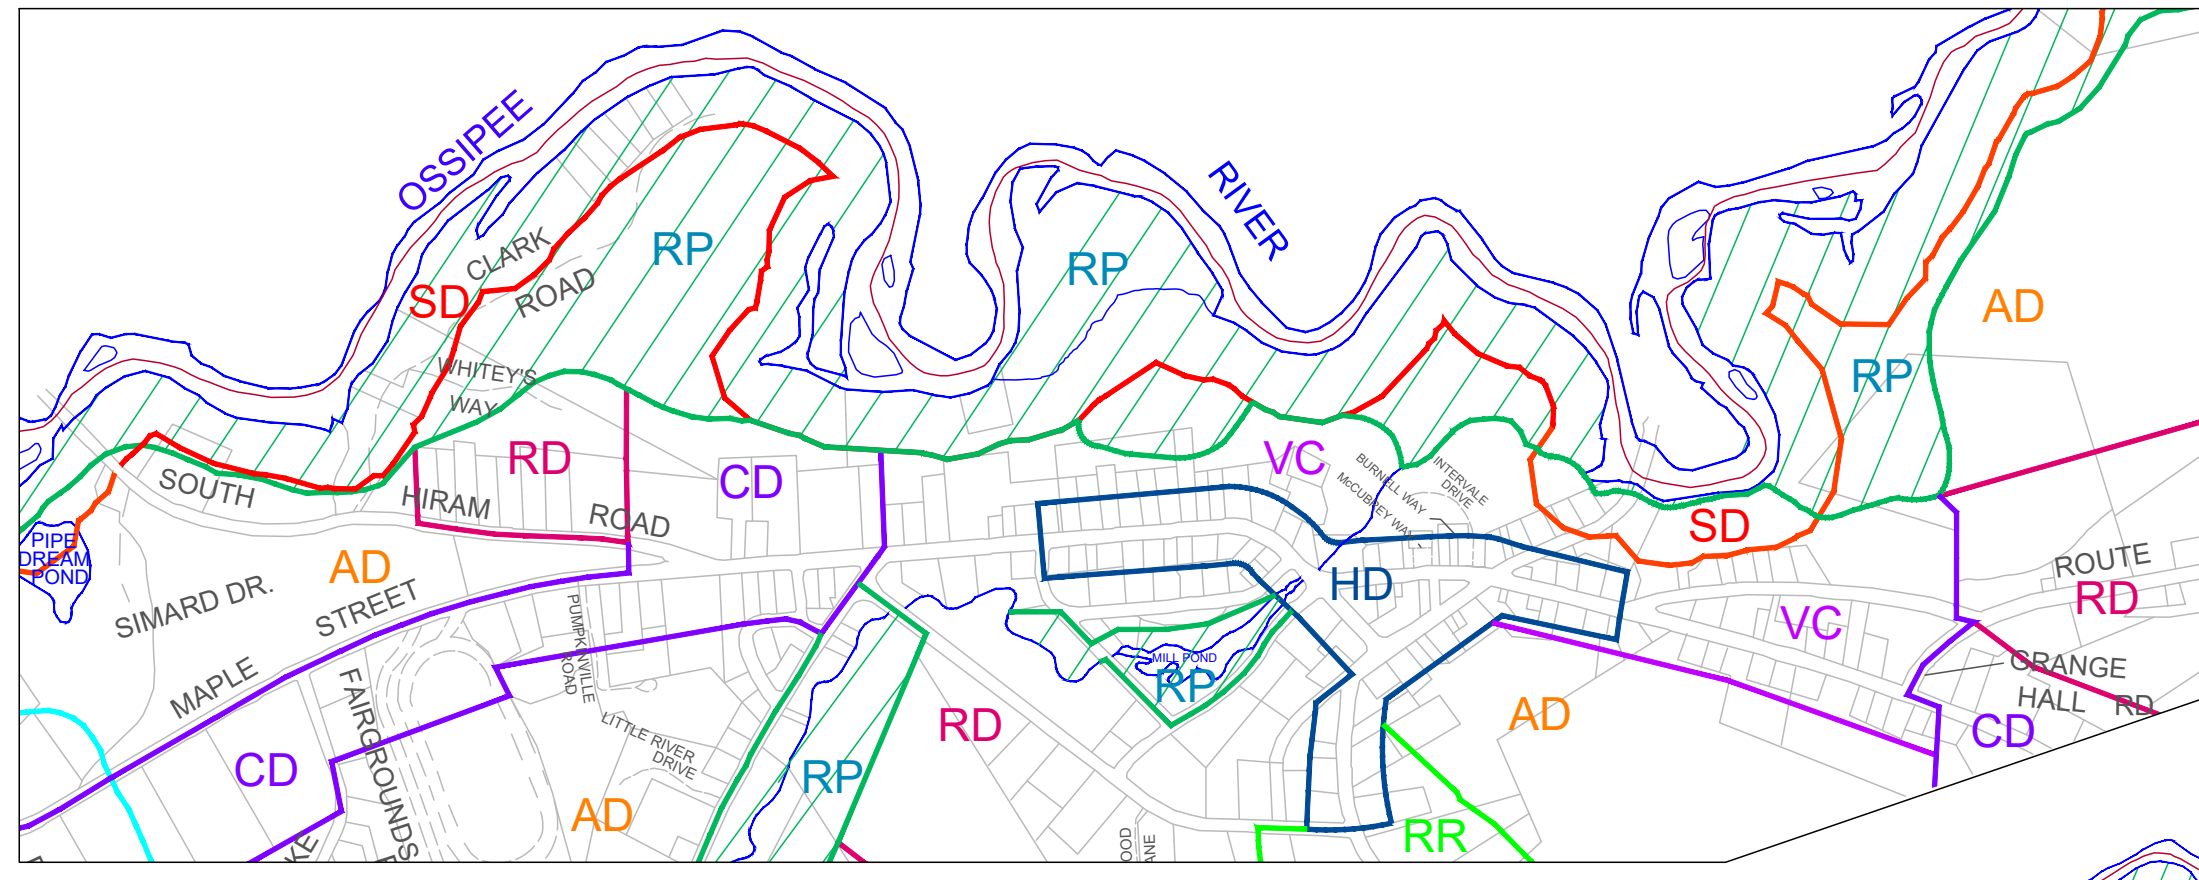 OSSIPEE
RIVER
CLARK
ROAD
RP
SD
RP
AD
RP
WHITEY'S
WAY
RD
CD
VC
BURNELL WAY
McCUBREY WAY
INTERVALE
DRIVE
SOUTH
HIRAM
ROAD
SD
PIPE
DREAM
POND
AD
HD
ROUTE
RD
SIMARD DR.
MAPLE
STREET
PUMPKINVILLE
ROAD
VC
GRANGE
HALL RD
MILL POND
RP
FAIRGROUNDS
LITTLE RIVER
DRIVE
RD
AD
CD
CD
RP
AD
RR